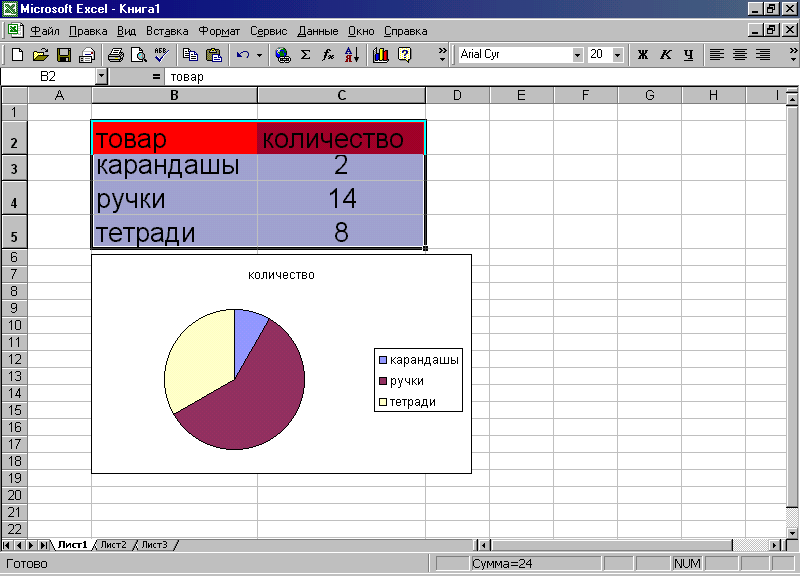 Microsoft Excel - Книга1
Файл Правка Вид Вставка Формат Сервис Данные Окно Справка
Arial Cyr 20 Ж К Ч
B2 = товар
A B C D E F G H I
1
2 товар количество
3 карандашы 2
4 ручки 14
5 тетради 8
6
7 количество
8
9
10
11
12 карандашы
13 ручки
14 тетради
15
16
17
18
19
20
21
22
Лист1 Лист2 Лист3
Готово Сумма=24 NUM